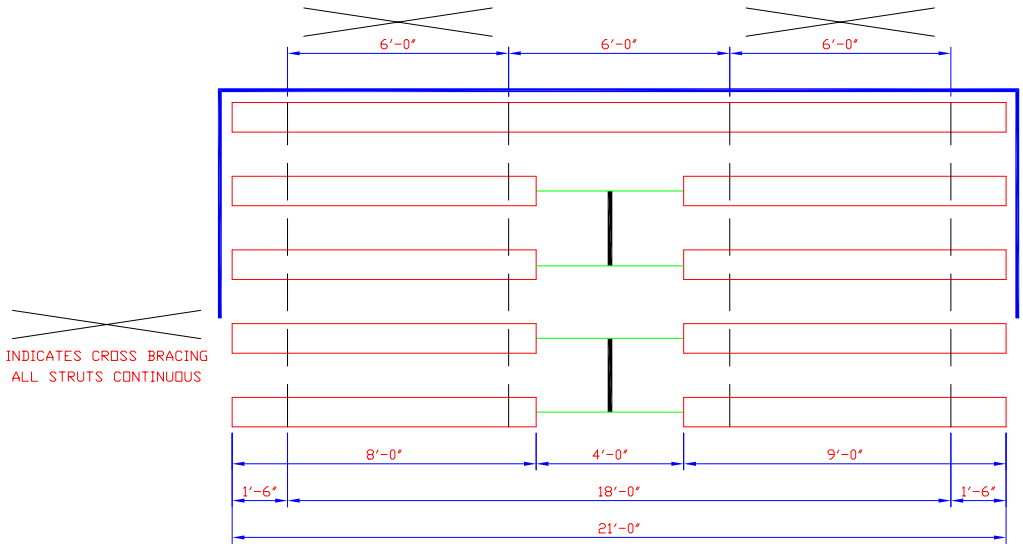 6'-0" 6'-0" 6'-0"
INDICATES CROSS BRACING
ALL STRUTS CONTINUOUS
8'-0" 4'-0" 9'-0"
1'-6" 18'-0" 1'-6"
21'-0"